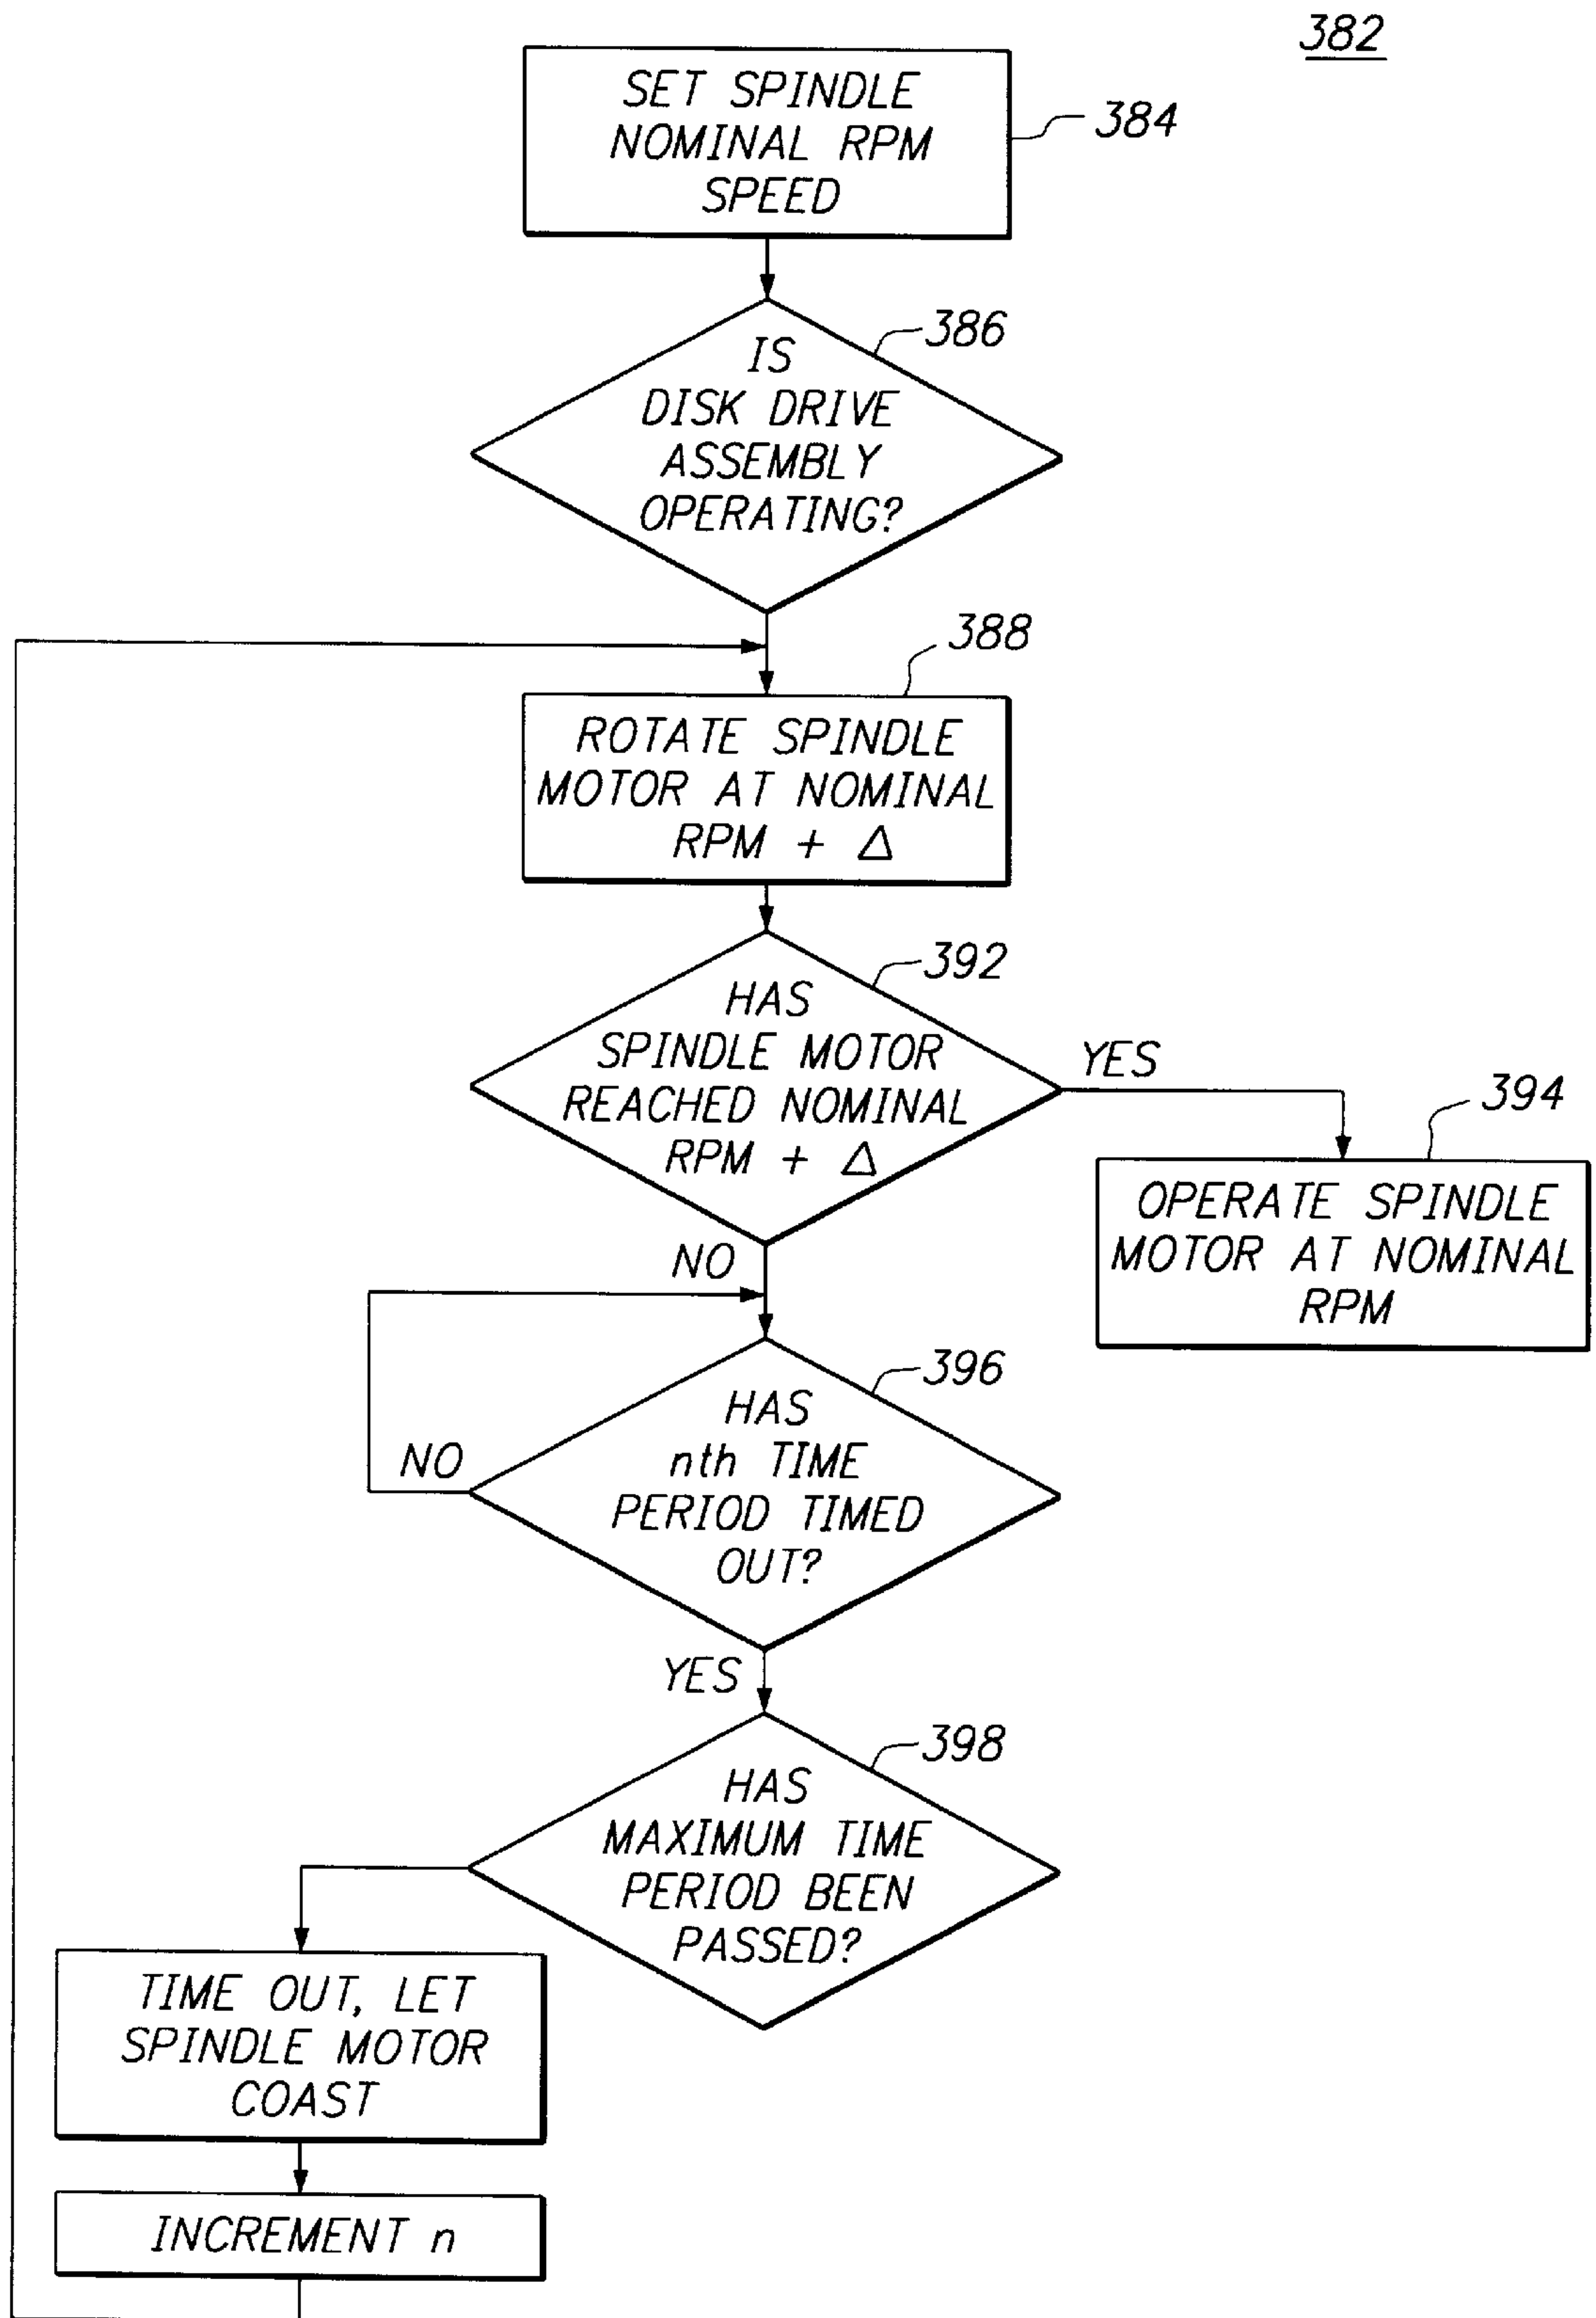 382
SET SPINDLE
NOMINAL RPM
SPEED
384
386
IS
DISK DRIVE
ASSEMBLY
OPERATING?
388
ROTATE SPINDLE
MOTOR AT NOMINAL
RPM + Δ
392
HAS
SPINDLE MOTOR
REACHED NOMINAL
RPM + Δ
YES
394
OPERATE SPINDLE
MOTOR AT NOMINAL
RPM
NO
396
HAS
nth TIME
PERIOD TIMED
OUT?
NO
YES
398
HAS
MAXIMUM TIME
PERIOD BEEN
PASSED?
TIME OUT, LET
SPINDLE MOTOR
COAST
INCREMENT n